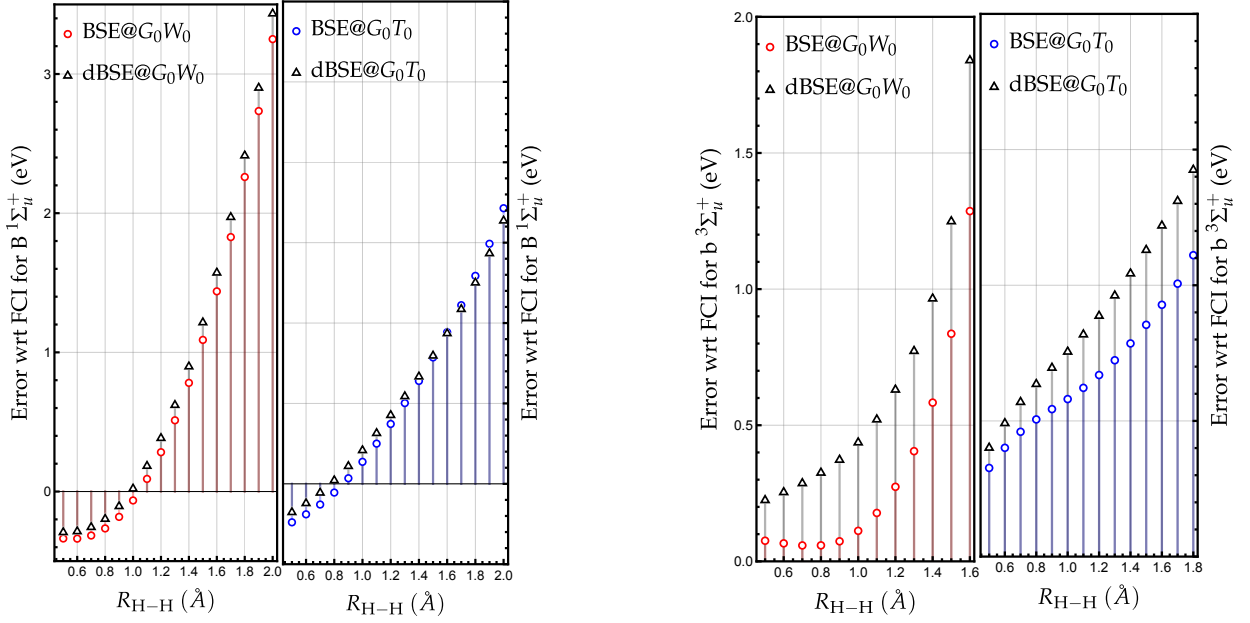 BSE@G₀W₀
dBSE@G₀W₀
Error wrt FCI for B ¹Σᵤ⁺ (eV)
3
2
1
0
0.6 0.8 1.0 1.2 1.4 1.6 1.8 2.0
R_H−H (Å)
BSE@G₀T₀
dBSE@G₀T₀
Error wrt FCI for B ¹Σᵤ⁺ (eV)
0.6 0.8 1.0 1.2 1.4 1.6 1.8 2.0
R_H−H (Å)
BSE@G₀W₀
dBSE@G₀W₀
Error wrt FCI for b ³Σᵤ⁺ (eV)
2.0
1.5
1.0
0.5
0.0
0.6 0.8 1.0 1.2 1.4 1.6
R_H−H (Å)
BSE@G₀T₀
dBSE@G₀T₀
Error wrt FCI for b ³Σᵤ⁺ (eV)
0.6 0.8 1.0 1.2 1.4 1.6 1.8
R_H−H (Å)